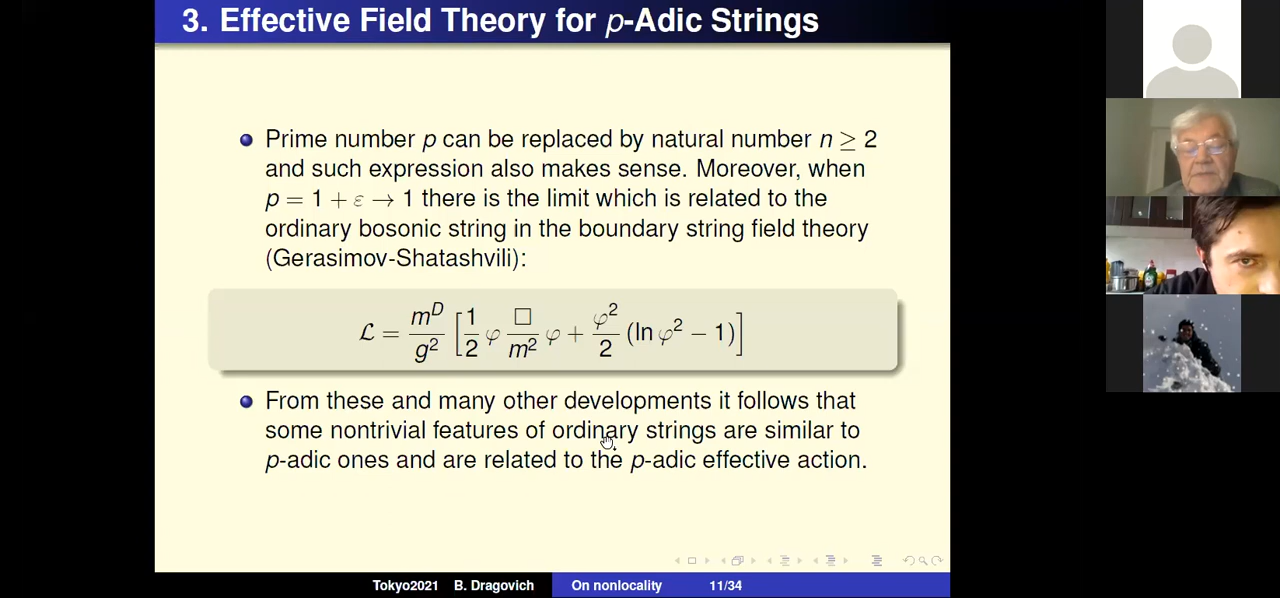 3. Effective Field Theory for p-Adic Strings
Prime number p can be replaced by natural number n ≥ 2
and such expression also makes sense. Moreover, when
p = 1 + ε → 1 there is the limit which is related to the
ordinary bosonic string in the boundary string field theory
(Gerasimov-Shatashvili):
ℒ = m^D/g² [1/2 φ □/m² φ + φ²/2 (ln φ² − 1)]
From these and many other developments it follows that
some nontrivial features of ordinary strings are similar to
p-adic ones and are related to the p-adic effective action.
Tokyo2021 B. Dragovich On nonlocality 11/34